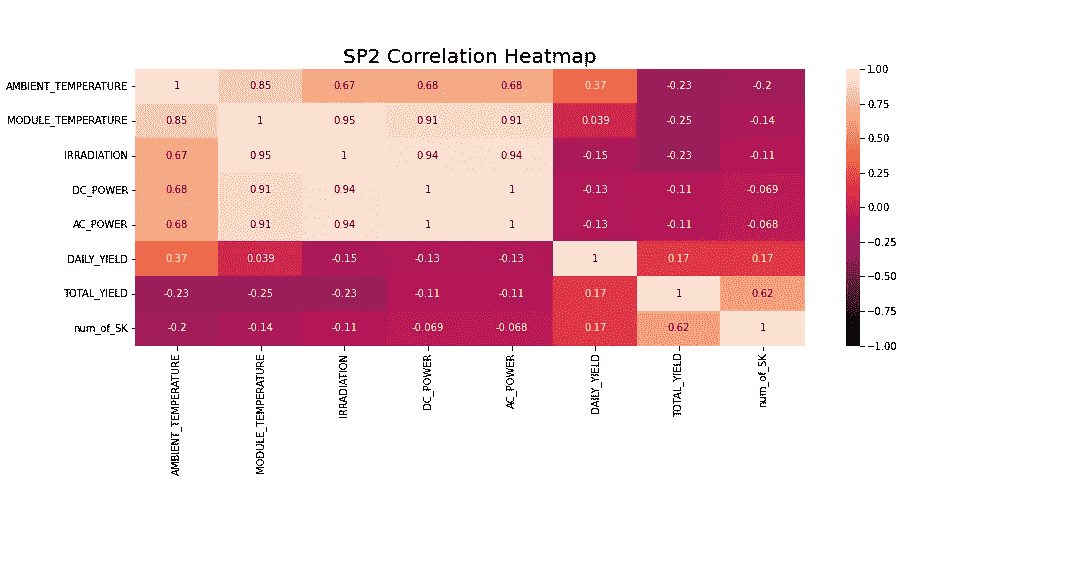 SP2 Correlation Heatmap
AMBIENT_TEMPERATURE 1 0.85 0.67 0.68 0.68 0.37 -0.23 -0.2
MODULE_TEMPERATURE 0.85 1 0.95 0.91 0.91 0.039 -0.25 -0.14
IRRADIATION 0.67 0.95 1 0.94 0.94 -0.15 -0.23 -0.11
DC_POWER 0.68 0.91 0.94 1 1 -0.13 -0.11 -0.069
AC_POWER 0.68 0.91 0.94 1 1 -0.13 -0.11 -0.068
DAILY_YIELD 0.37 0.039 -0.15 -0.13 -0.13 1 0.17 0.17
TOTAL_YIELD -0.23 -0.25 -0.23 -0.11 -0.11 0.17 1 0.62
num_of_5K -0.2 -0.14 -0.11 -0.069 -0.068 0.17 0.62 1
AMBIENT_TEMPERATURE
MODULE_TEMPERATURE
IRRADIATION
DC_POWER
AC_POWER
DAILY_YIELD
TOTAL_YIELD
num_of_5K
1.00
0.75
0.50
0.25
0.00
−0.25
−0.50
−0.75
−1.00